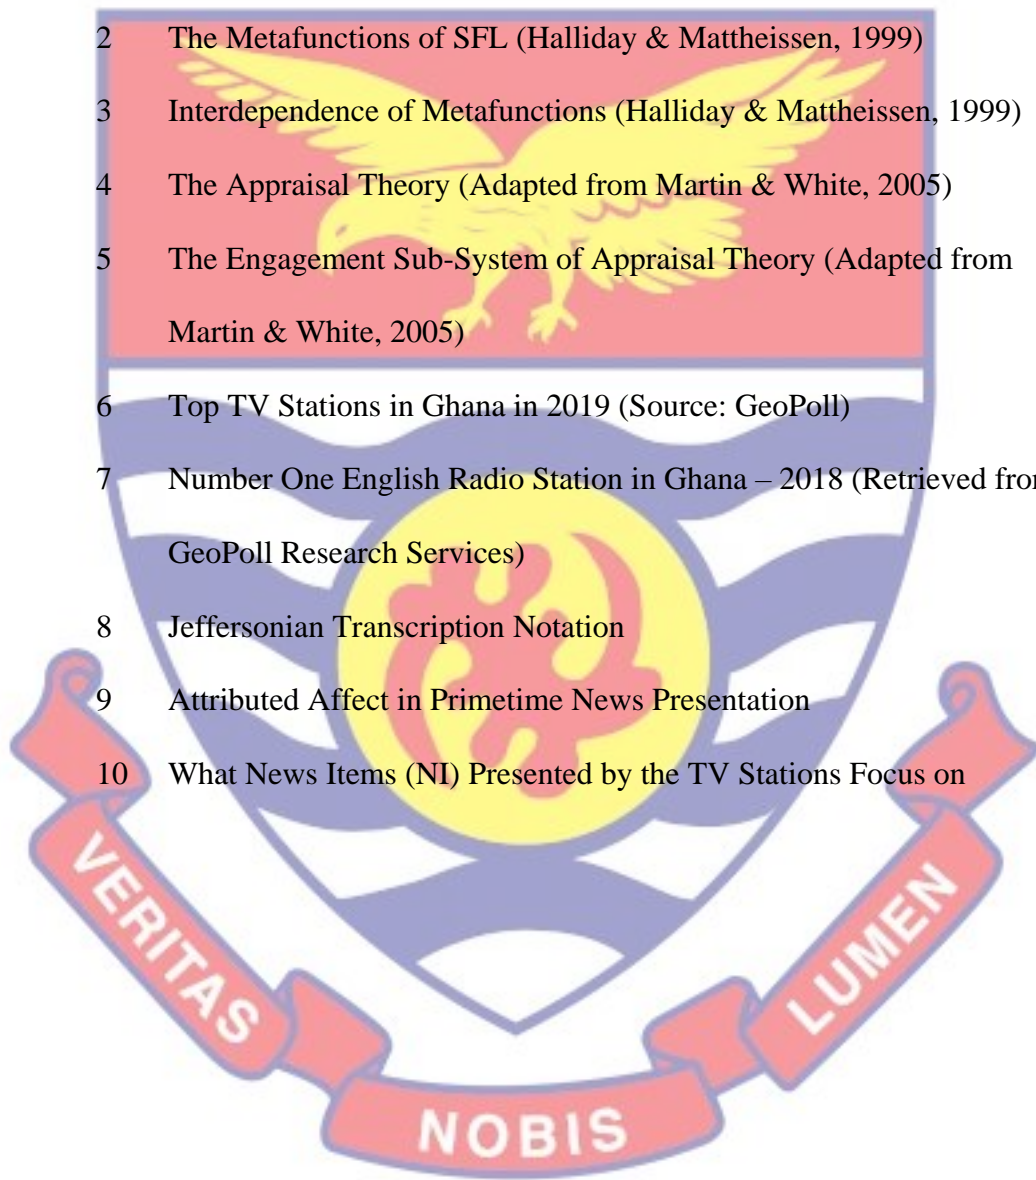 2 The Metafunctions of SFL (Halliday & Mattheissen, 1999)
3 Interdependence of Metafunctions (Halliday & Mattheissen, 1999)
4 The Appraisal Theory (Adapted from Martin & White, 2005)
5 The Engagement Sub-System of Appraisal Theory (Adapted from
Martin & White, 2005)
6 Top TV Stations in Ghana in 2019 (Source: GeoPoll)
7 Number One English Radio Station in Ghana – 2018 (Retrieved
GeoPoll Research Services)
8 Jeffersonian Transcription Notation
9 Attributed Affect in Primetime News Presentation
10 What News Items (NI) Presented by the TV Stations Focus on
VERITAS
NOBIS
LUMEN